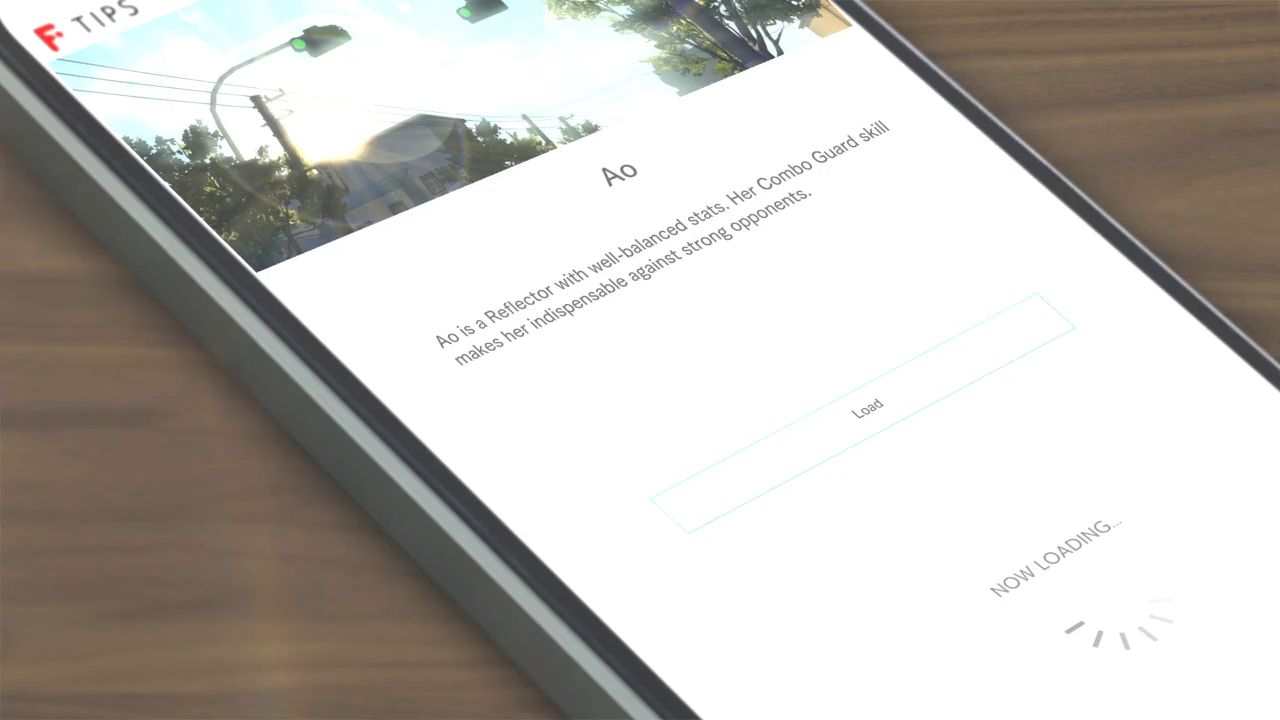 TIPS
Ao
Ao is a Reflector with well-balanced stats. Her Combo Guard skill
makes her indispensable against strong opponents.
Load
NOW LOADING...